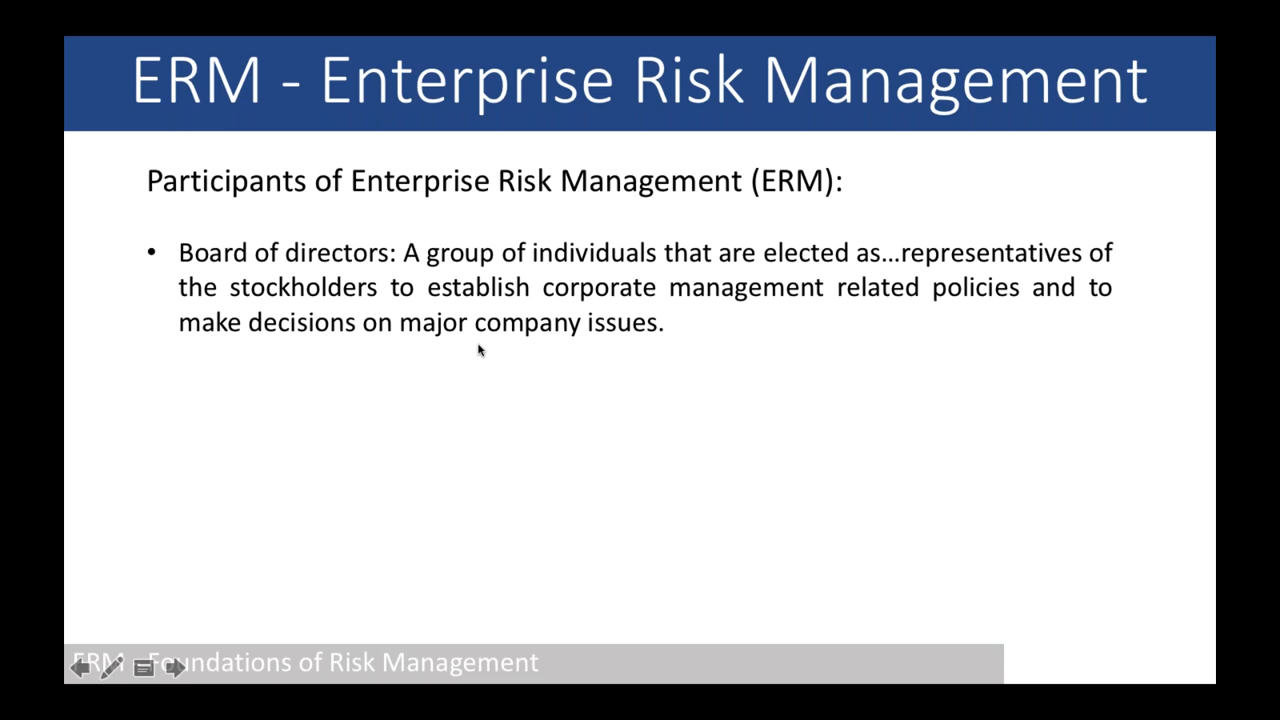 ERM - Enterprise Risk Management
Participants of Enterprise Risk Management (ERM):
• Board of directors: A group of individuals that are elected as...representatives of
the stockholders to establish corporate management related policies and to
make decisions on major company issues.
ERM - Foundations of Risk Management